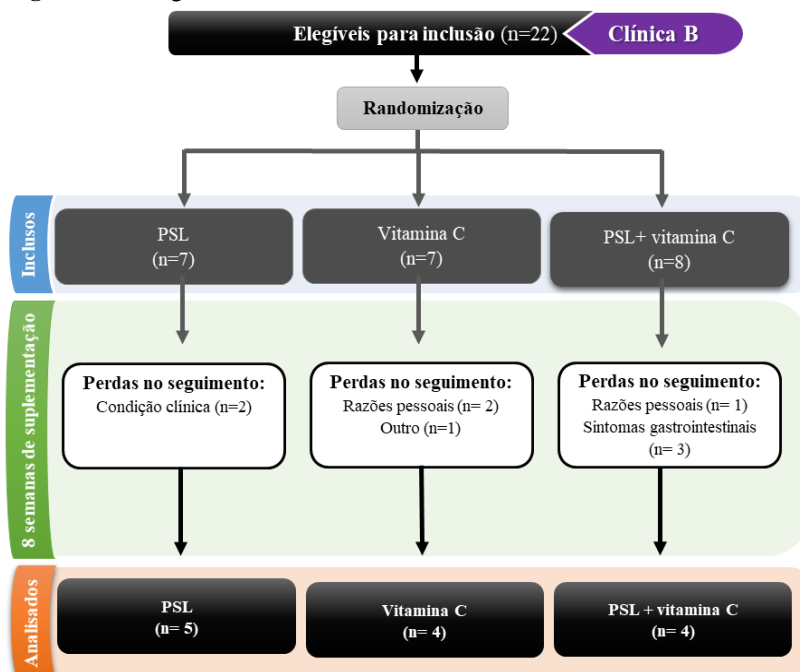 Elegíveis para inclusão (n=22)
Clínica B
Randomização
Inclusos
PSL
(n=7)
Vitamina C
(n=7)
PSL+ vitamina C
(n=8)
8 semanas de suplementação
Perdas no seguimento:
Condição clínica (n=2)
Perdas no seguimento:
Razões pessoais (n= 2)
Outro (n=1)
Perdas no seguimento:
Razões pessoais (n= 1)
Sintomas gastrointestinais
(n= 3)
Analisados
PSL
(n= 5)
Vitamina C
(n= 4)
PSL + vitamina C
(n= 4)